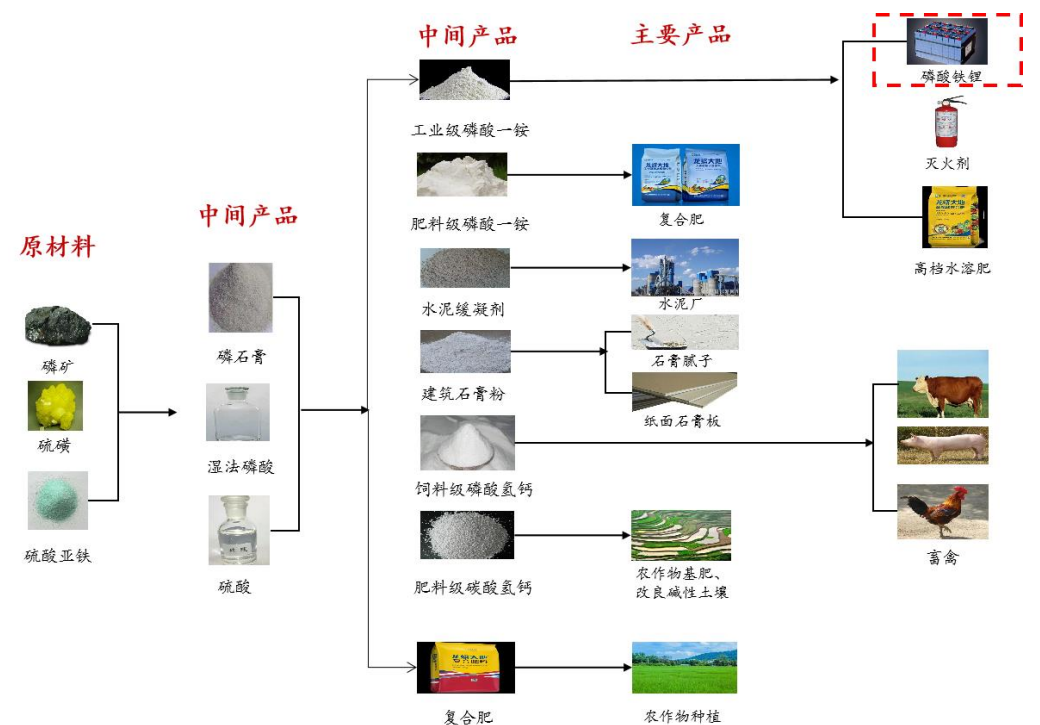 中间产品
主要产品
磷酸铁锂
工业级磷酸一铵
灭火剂
中间产品
肥料级磷酸一铵
复合肥
原材料
高档水溶肥
水泥缓凝剂
水泥厂
磷矿
磷石膏
石膏腻子
建筑石膏粉
纸面石膏板
硫磺
湿法磷酸
饲料级磷酸氢钙
硫酸亚铁
硫酸
肥料级碳酸氢钙
农作物基肥、
改良碱性土壤
畜禽
复合肥
农作物种植